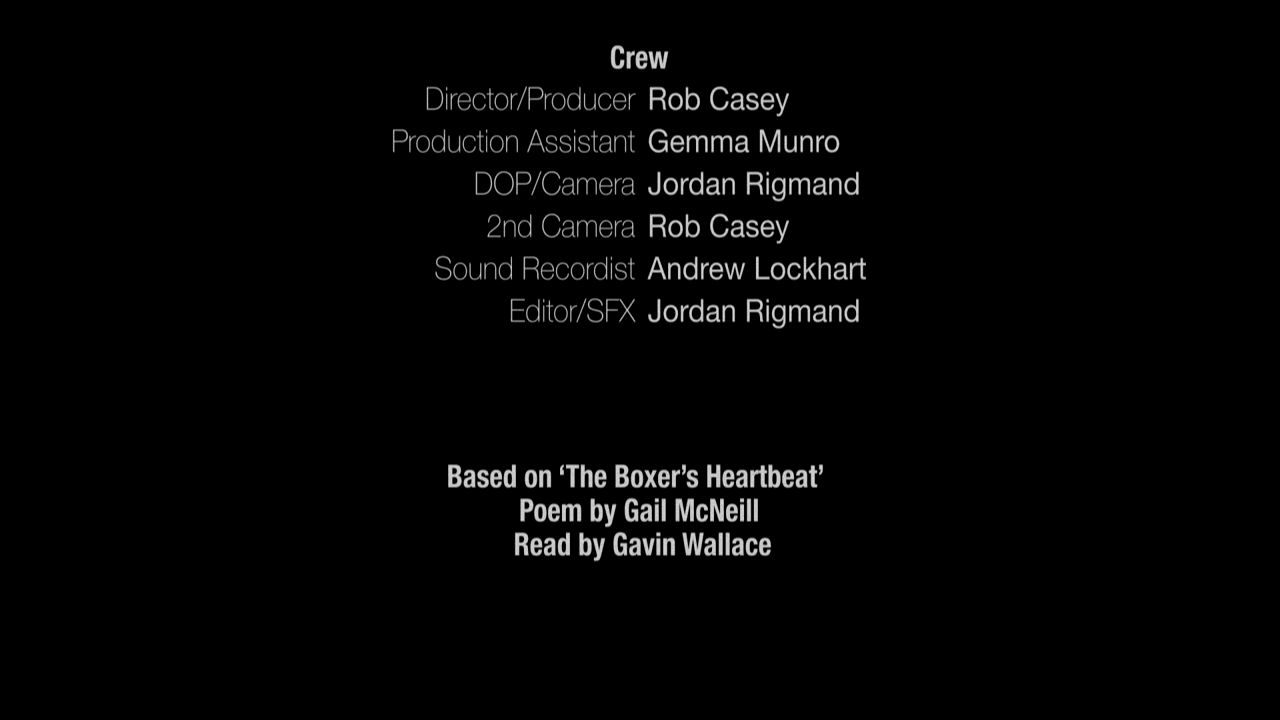 Crew
Director/Producer Rob Casey
Production Assistant Gemma Munro
DOP/Camera Jordan Rigmand
2nd Camera Rob Casey
Sound Recordist Andrew Lockhart
Editor/SFX Jordan Rigmand
Based on ‘The Boxer’s Heartbeat’
Poem by Gail McNeill
Read by Gavin Wallace